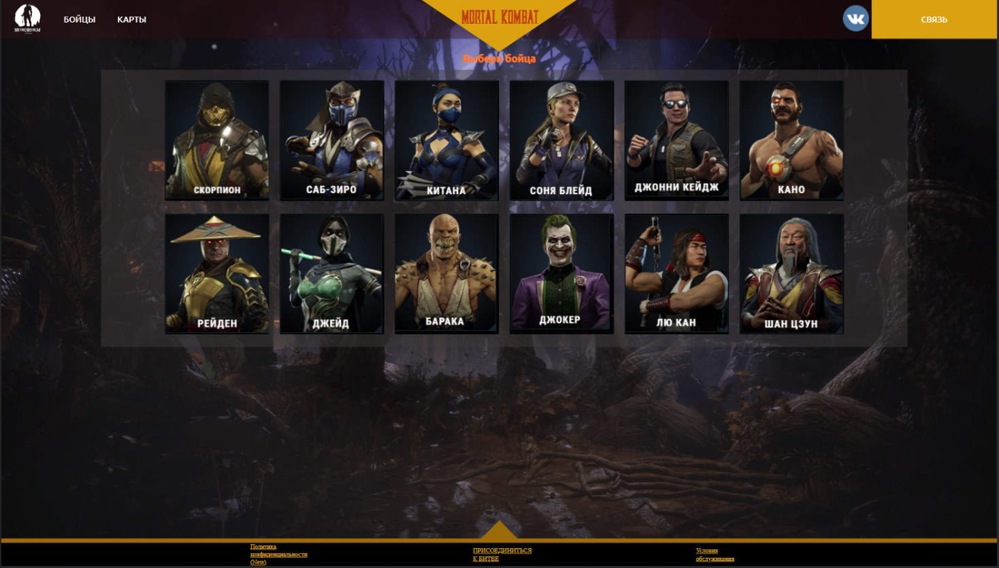 NETHERREALM
БОЙЦЫ
КАРТЫ
MORTAL KOMBAT
СВЯЗЬ
Выбери бойца
СКОРПИОН
САБ-ЗИРО
КИТАНА
СОНЯ БЛЕЙД
ДЖОННИ КЕЙДЖ
КАНО
РЕЙДЕН
ДЖЕЙД
БАРАКА
ДЖОКЕР
ЛЮ КАН
ШАН ЦЗУН
Политика
конфиденциальности
(New)
ПРИСОЕДИНИТЬСЯ
К БИТВЕ
Условия
обслуживания